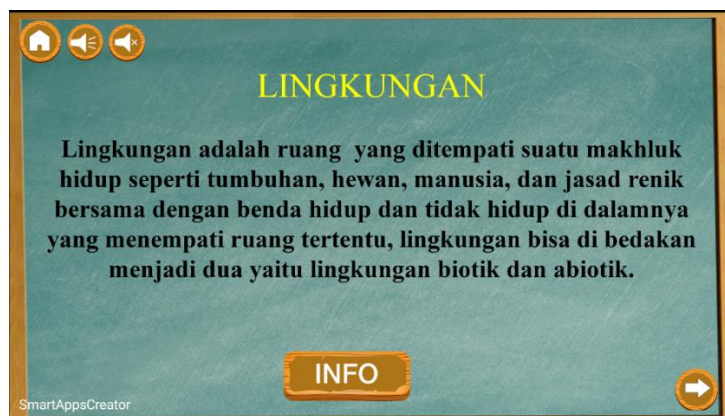 LINGKUNGAN
Lingkungan adalah ruang yang ditempati suatu makhluk
hidup seperti tumbuhan, hewan, manusia, dan jasad renik
bersama dengan benda hidup dan tidak hidup di dalamnya
yang menempati ruang tertentu, lingkungan bisa di bedakan
menjadi dua yaitu lingkungan biotik dan abiotik.
INFO
SmartAppsCreator